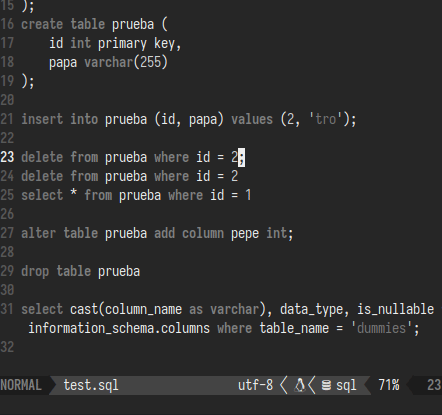 15 );
16 create table prueba (
17 id int primary key,
18 papa varchar(255)
19 );
20
21 insert into prueba (id, papa) values (2, 'tro');
22
23 delete from prueba where id = 2;
24 delete from prueba where id = 2
25 select * from prueba where id = 1
26
27 alter table prueba add column pepe int;
28
29 drop table prueba
30
31 select cast(column_name as varchar), data_type, is_nullable
information_schema.columns where table_name = 'dummies';
32
NORMAL test.sql utf-8 sql 71% 23